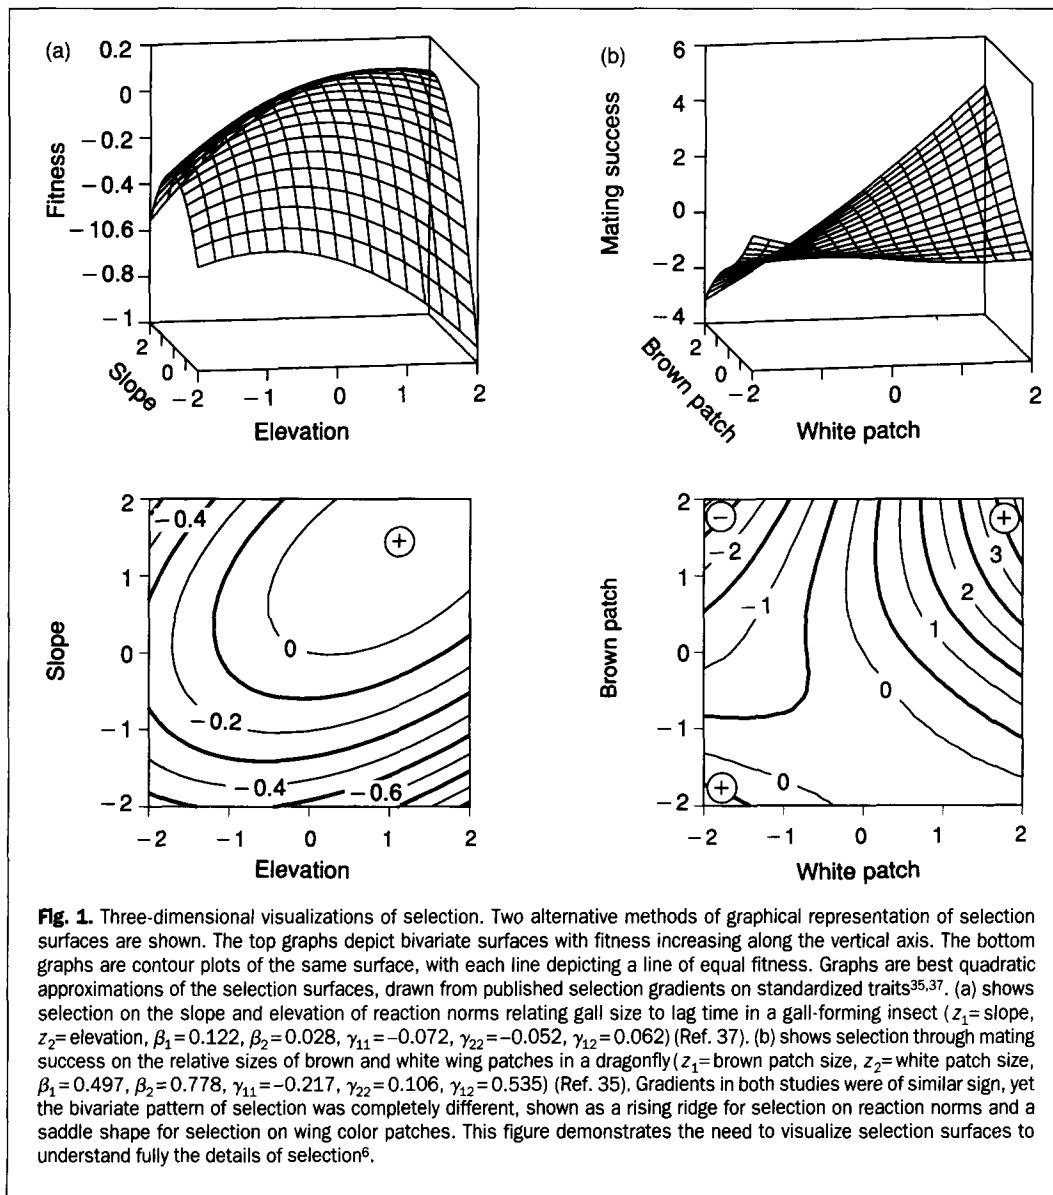 (a)
0.2
0
−0.2
−0.4
−10.6
−0.8
−1
Fitness
2
0
Slope
−2
−1
0
1
2
Elevation
(b)
6
4
2
0
−2
−4
Mating success
2
0
Brown patch
−2
0
2
White patch
2
1
0
−1
−2
Slope
−0.4
+
0
−0.2
−0.4
−0.6
−2
−1
0
1
2
Elevation
2
1
0
−1
−2
Brown patch
−
−2
−1
+
3
2
1
0
0
+
−2
−1
0
1
2
White patch
Fig. 1. Three-dimensional visualizations of selection. Two alternative methods of graphical representation of selection
surfaces are shown. The top graphs depict bivariate surfaces with fitness increasing along the vertical axis. The bottom
graphs are contour plots of the same surface, with each line depicting a line of equal fitness. Graphs are best quadratic
approximations of the selection surfaces, drawn from published selection gradients on standardized traits35,37. (a) shows
selection on the slope and elevation of reaction norms relating gall size to lag time in a gall-forming insect (z1=slope,
z2=elevation, β1=0.122, β2=0.028, γ11=−0.072, γ22=−0.052, γ12=0.062) (Ref. 37). (b) shows selection through mating
success on the relative sizes of brown and white wing patches in a dragonfly (z1=brown patch size, z2=white patch size,
β1=0.497, β2=0.778, γ11=−0.217, γ22=0.106, γ12=0.535) (Ref. 35). Gradients in both studies were of similar sign, yet
the bivariate pattern of selection was completely different, shown as a rising ridge for selection on reaction norms and a
saddle shape for selection on wing color patches. This figure demonstrates the need to visualize selection surfaces to
understand fully the details of selection6.